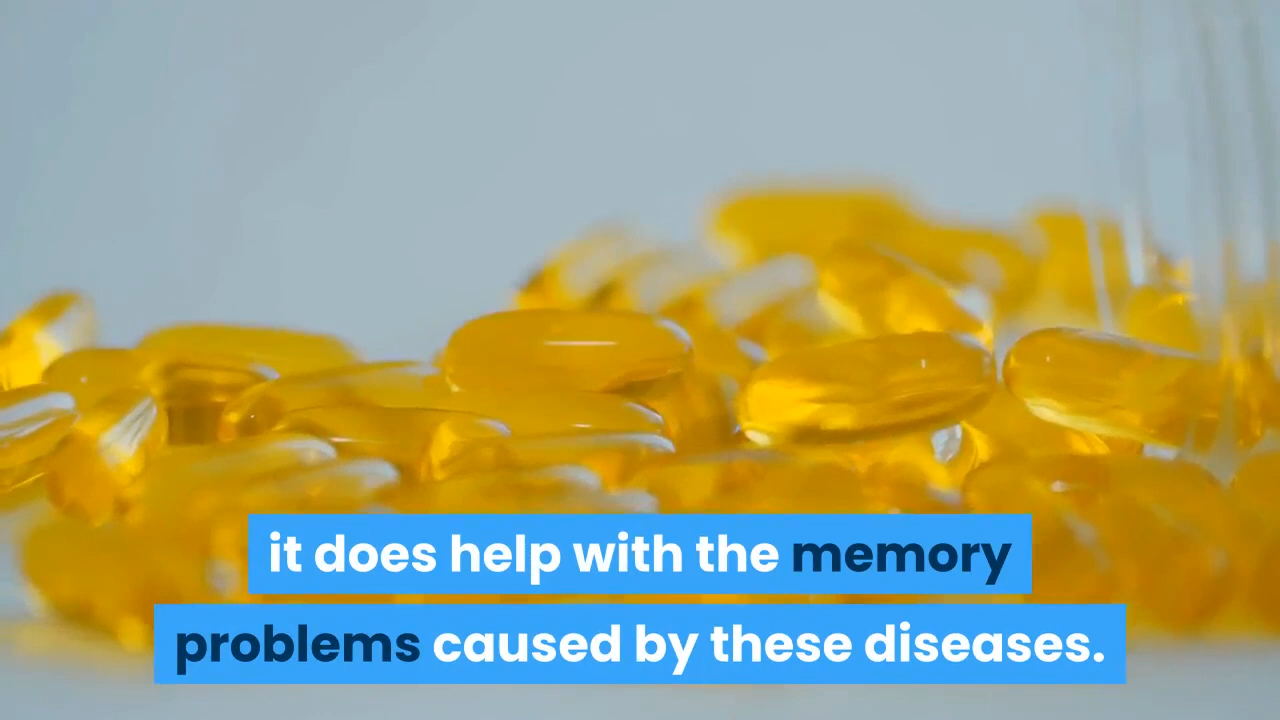 it does help with the memory
problems caused by these diseases.